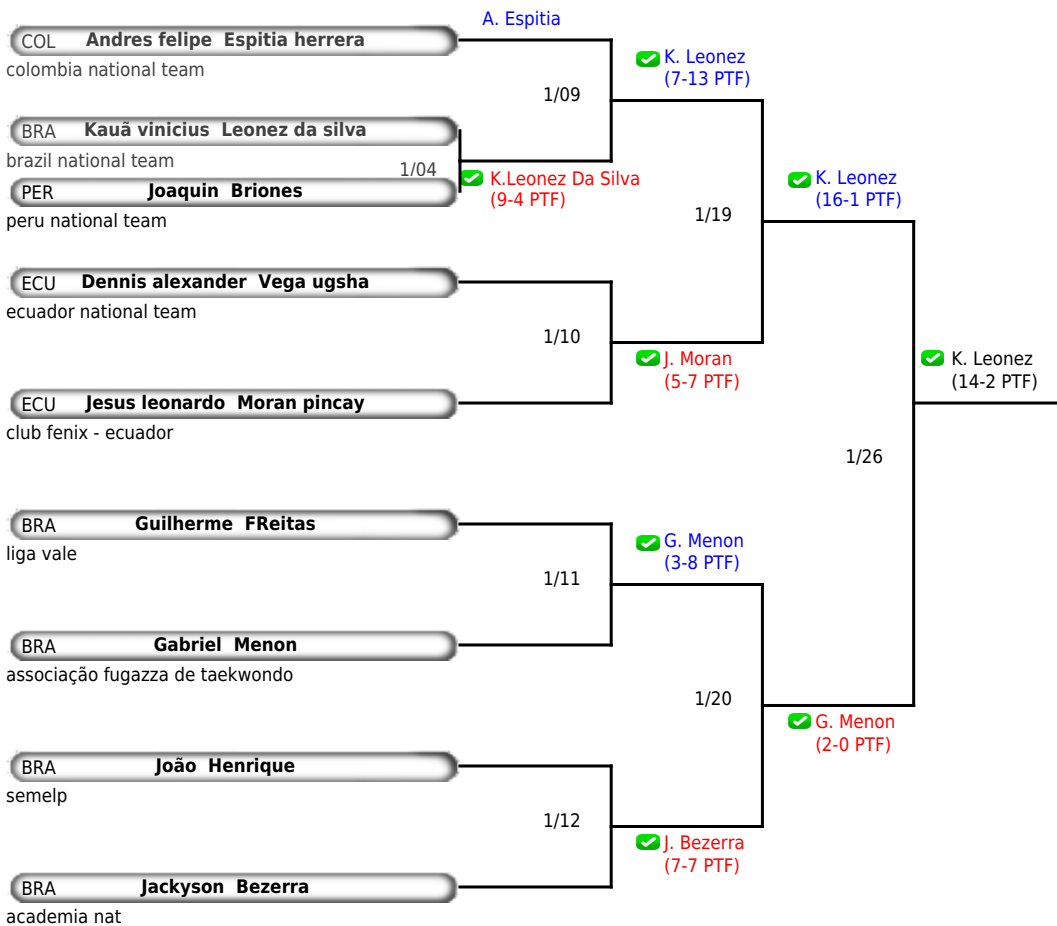 A. Espitia
COL Andres felipe Espitia herrera
colombia national team
K. Leonez
(7-13 PTF)
1/09
BRA Kauã vinicius Leonez da silva
brazil national team
1/04
K.Leonez Da Silva
(9-4 PTF)
PER Joaquin Briones
peru national team
K. Leonez
(16-1 PTF)
1/19
ECU Dennis alexander Vega ugsha
ecuador national team
1/10
J. Moran
(5-7 PTF)
K. Leonez
(14-2 PTF)
ECU Jesus leonardo Moran pincay
club fenix - ecuador
1/26
BRA Guilherme FReitas
liga vale
G. Menon
(3-8 PTF)
1/11
BRA Gabriel Menon
associação fugazza de taekwondo
1/20
G. Menon
(2-0 PTF)
BRA João Henrique
semelp
1/12
J. Bezerra
(7-7 PTF)
BRA Jackyson Bezerra
academia nat